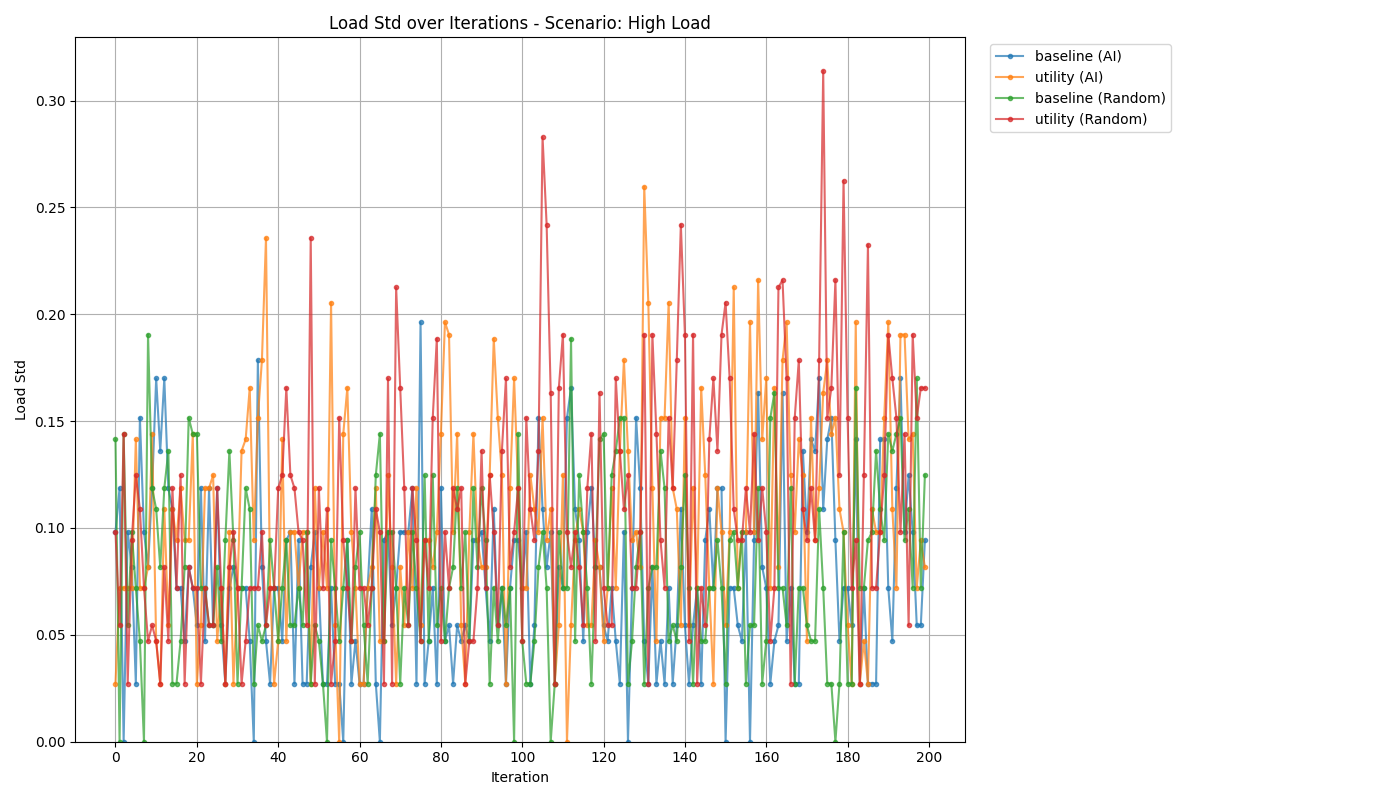 Load Std over Iterations - Scenario: High Load
baseline (AI)
utility (AI)
baseline (Random)
utility (Random)
Load Std
0.30
0.25
0.20
0.15
0.10
0.05
0.00
0 20 40 60 80 100 120 140 160 180 200
Iteration